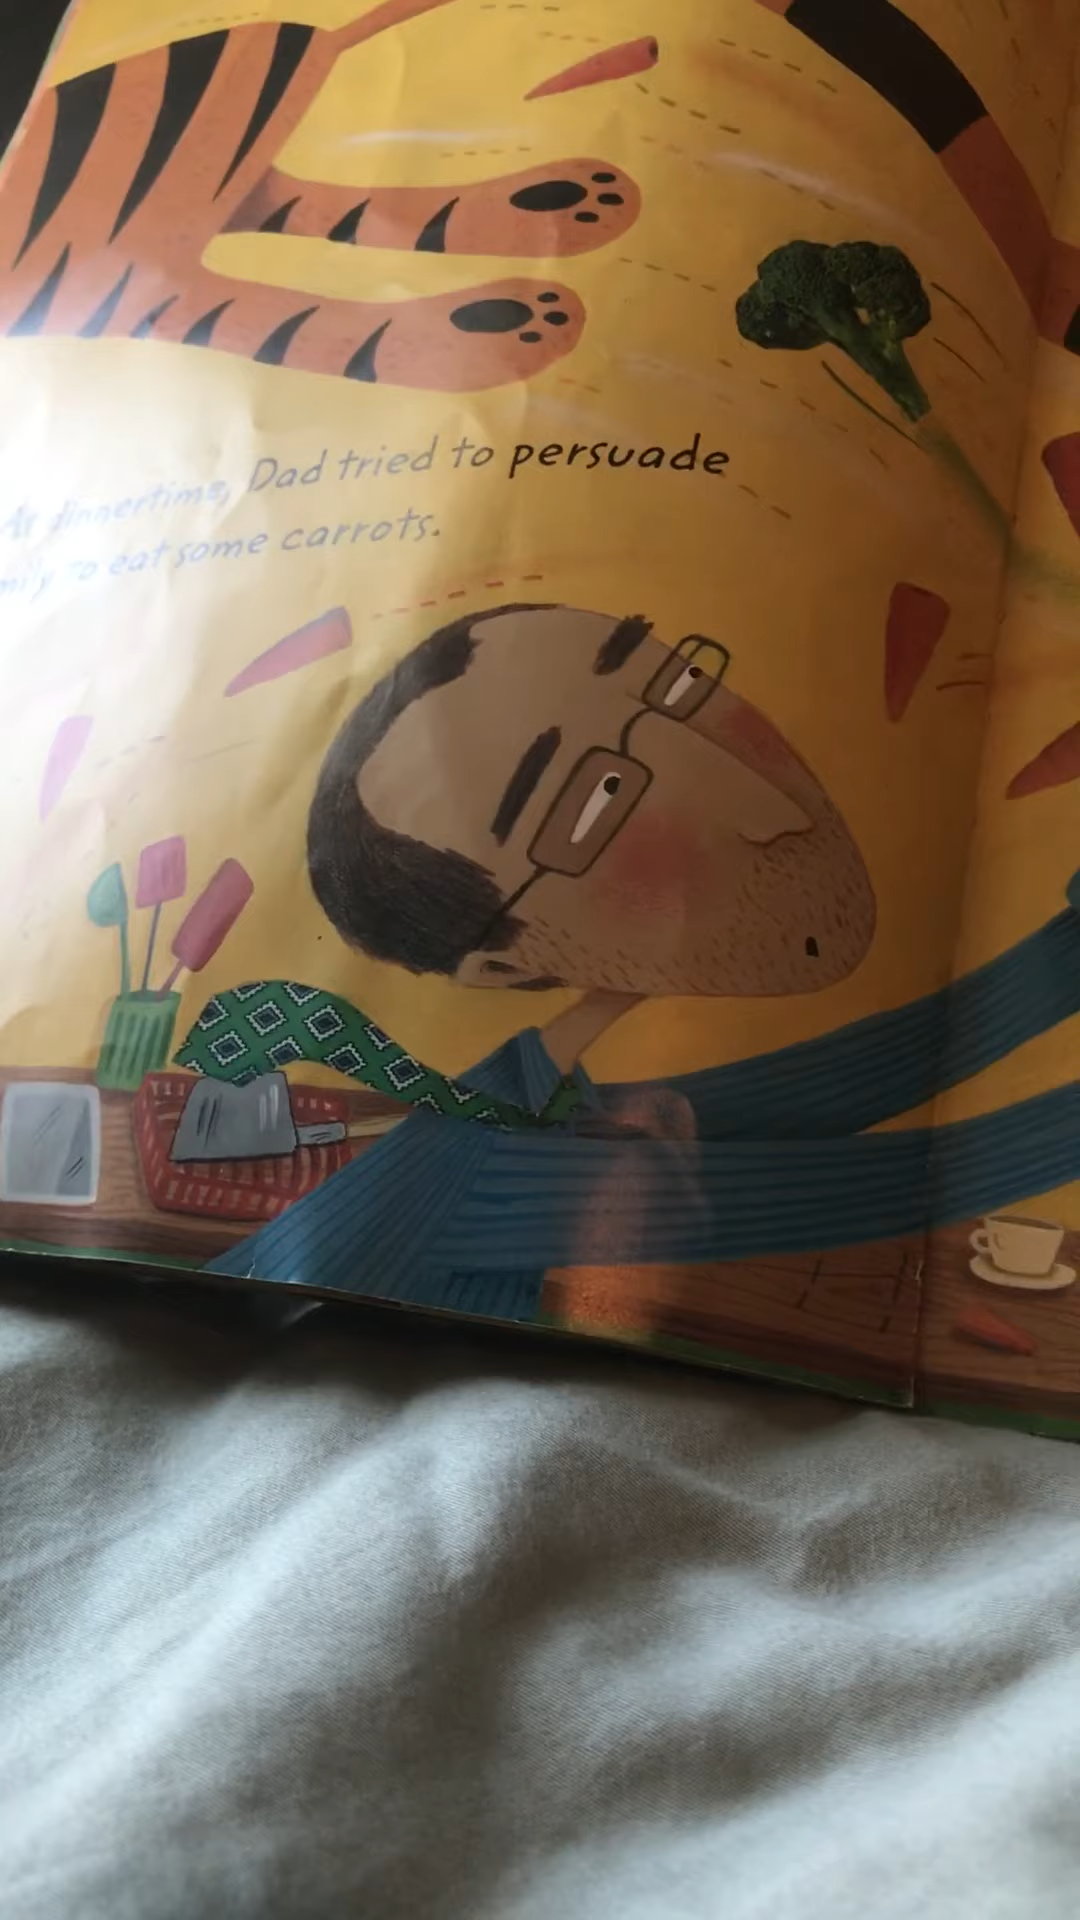 At dinnertime, Dad tried to persuade
to eat some carrots.